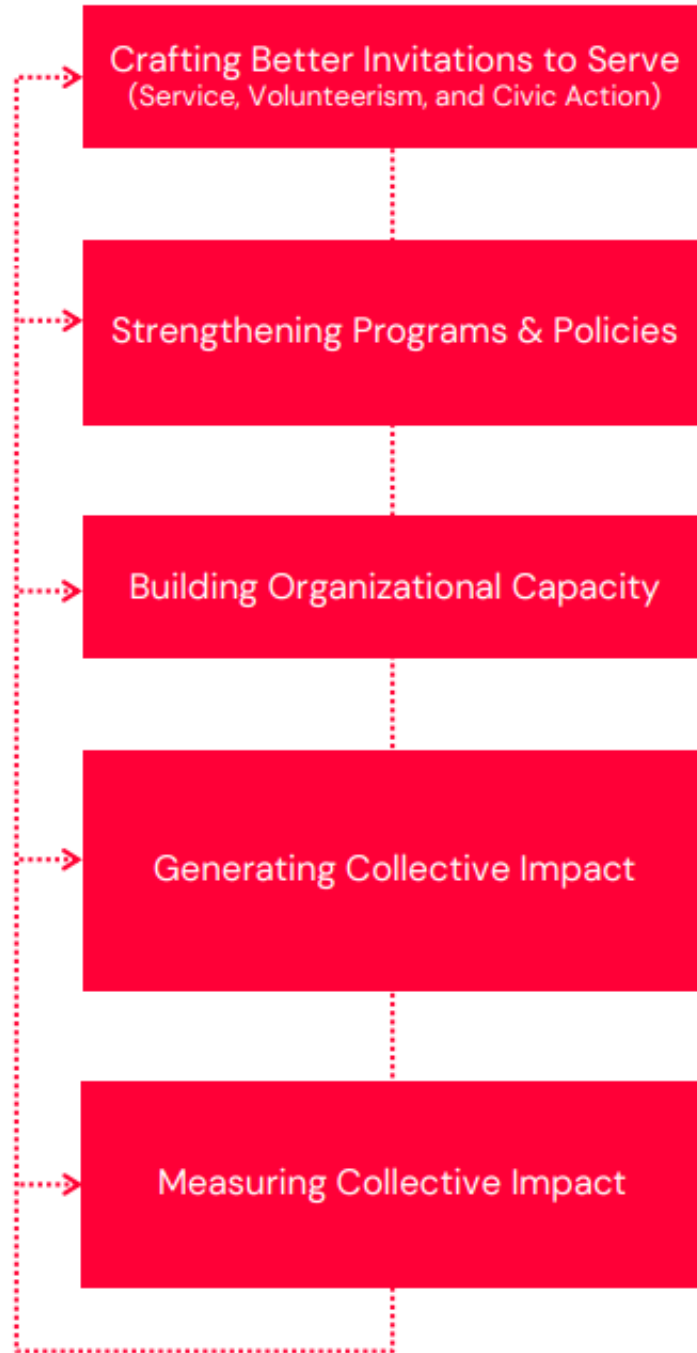 Crafting Better Invitations to Serve
(Service, Volunteerism, and Civic Action)
Strengthening Programs & Policies
Building Organizational Capacity
Generating Collective Impact
Measuring Collective Impact